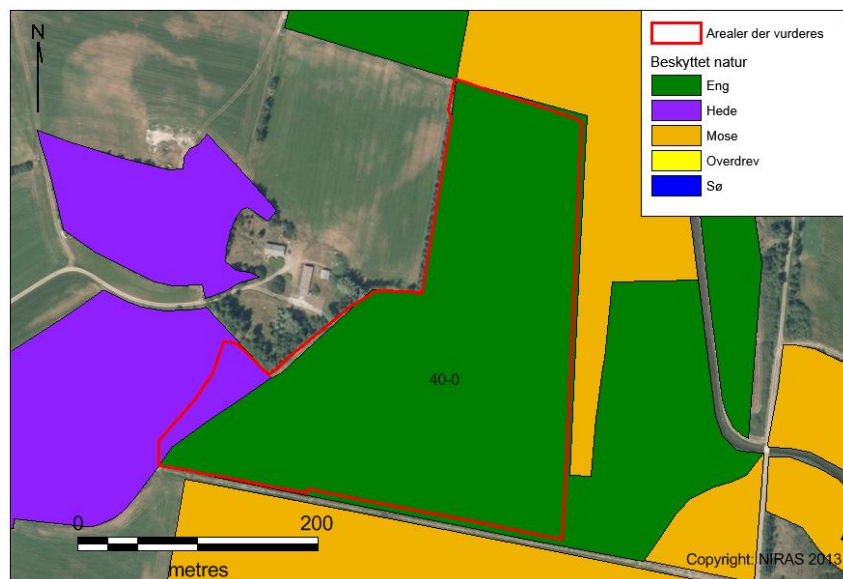 N
Arealer der vurderes
Beskyttet natur
Eng
Hede
Mose
Overdrev
Sø
40-0
0
200
metres
Copyright: NIRAS 2013